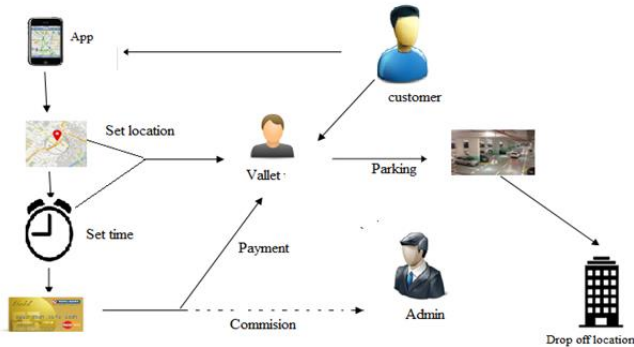 App
customer
Set location
Vallet
Parking
Set time
Payment
Commision
Admin
Drop off location